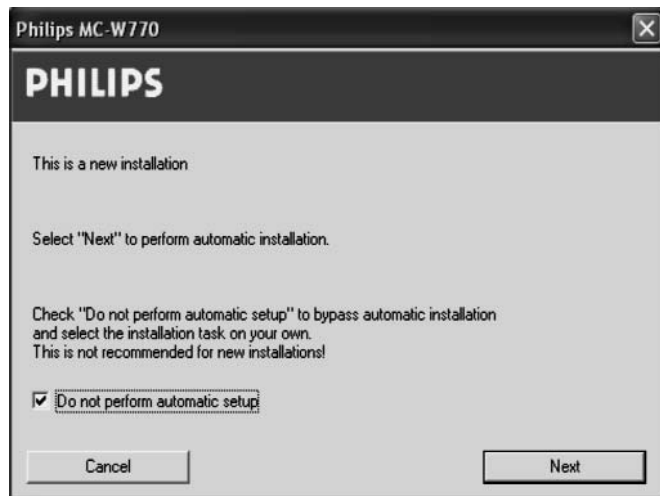 Philips MC-W770
PHILIPS
This is a new installation
Select "Next" to perform automatic installation.
Check "Do not perform automatic setup" to bypass automatic installation
and select the installation task on your own.
This is not recommended for new installations!
Do not perform automatic setup
Cancel
Next